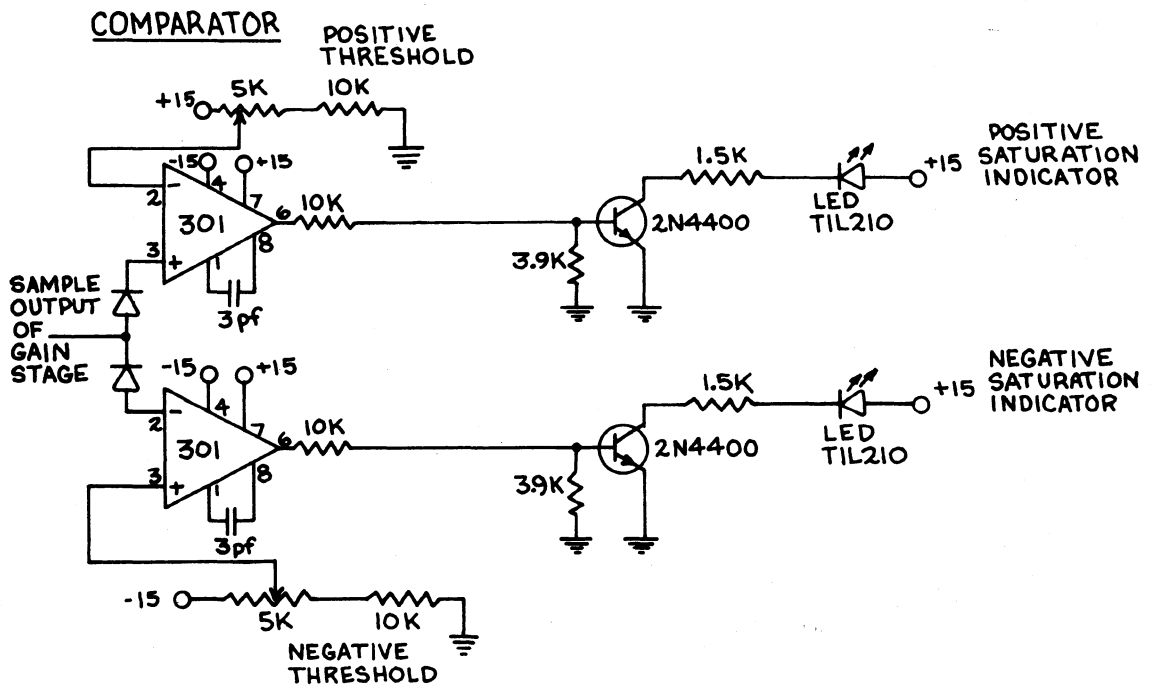 COMPARATOR
POSITIVE
THRESHOLD
+15
5K
10K
-15
+15
4
7
2
-
301
6
10K
3
+
1
8
3pf
3.9K
2N4400
1.5K
LED
TIL210
+15
POSITIVE
SATURATION
INDICATOR
SAMPLE
OUTPUT
OF
GAIN
STAGE
-15
+15
4
7
2
-
301
6
10K
3
+
1
8
3pf
3.9K
2N4400
1.5K
LED
TIL210
+15
NEGATIVE
SATURATION
INDICATOR
-15
5K
10K
NEGATIVE
THRESHOLD